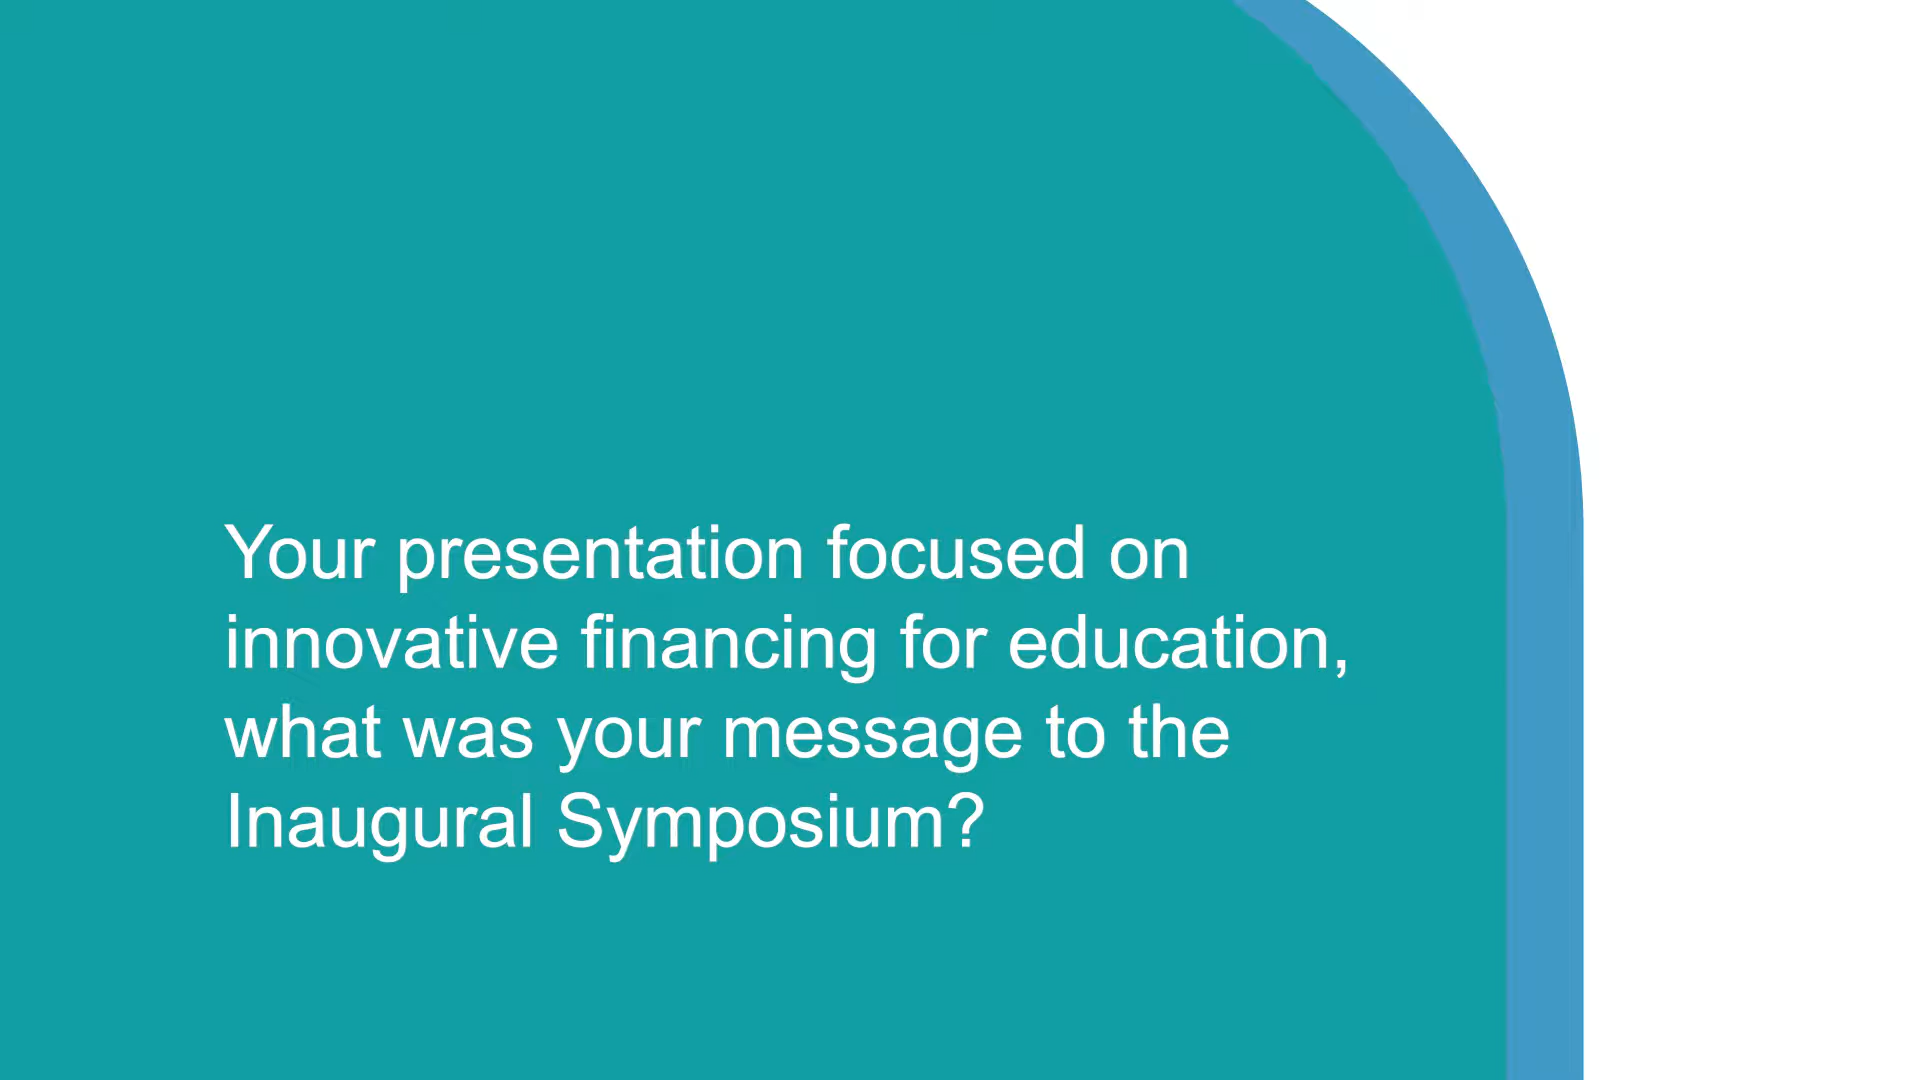 Your presentation focused on
innovative financing for education,
what was your message to the
Inaugural Symposium?